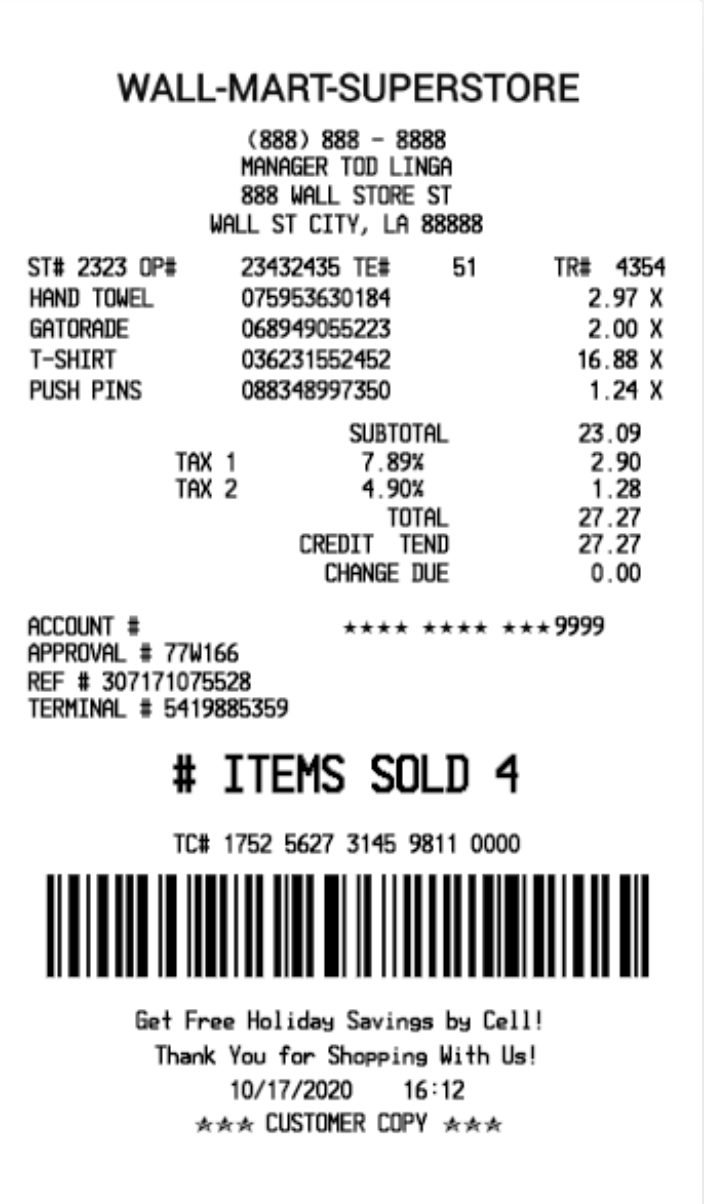 WALL-MART-SUPERSTORE
(888) 888 - 8888
MANAGER TOD LINGA
888 WALL STORE ST
WALL ST CITY, LA 88888
ST# 2323 OP# 23432435 TE# 51 TR# 4354
HAND TOWEL 075953630184 2.97 X
GATORADE 068949055223 2.00 X
T-SHIRT 036231552452 16.88 X
PUSH PINS 088348997350 1.24 X
SUBTOTAL 23.09
TAX 1 7.89% 2.90
TAX 2 4.90% 1.28
TOTAL 27.27
CREDIT TEND 27.27
CHANGE DUE 0.00
ACCOUNT # ★★★★ ★★★★ ★★★9999
APPROVAL # 77W166
REF # 307171075528
TERMINAL # 5419885359
# ITEMS SOLD 4
TC# 1752 5627 3145 9811 0000
Get Free Holiday Savings by Cell!
Thank You for Shopping With Us!
10/17/2020 16:12
★★★ CUSTOMER COPY ★★★